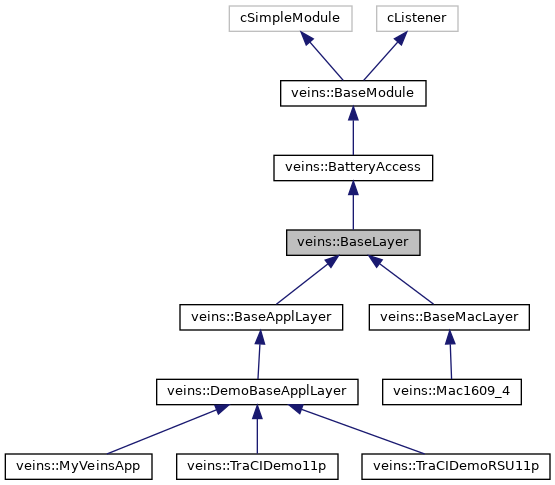 cSimpleModule
cListener
veins::BaseModule
veins::BatteryAccess
veins::BaseLayer
veins::BaseApplLayer
veins::BaseMacLayer
veins::DemoBaseApplLayer
veins::Mac1609_4
veins::MyVeinsApp
veins::TraCIDemo11p
veins::TraCIDemoRSU11p